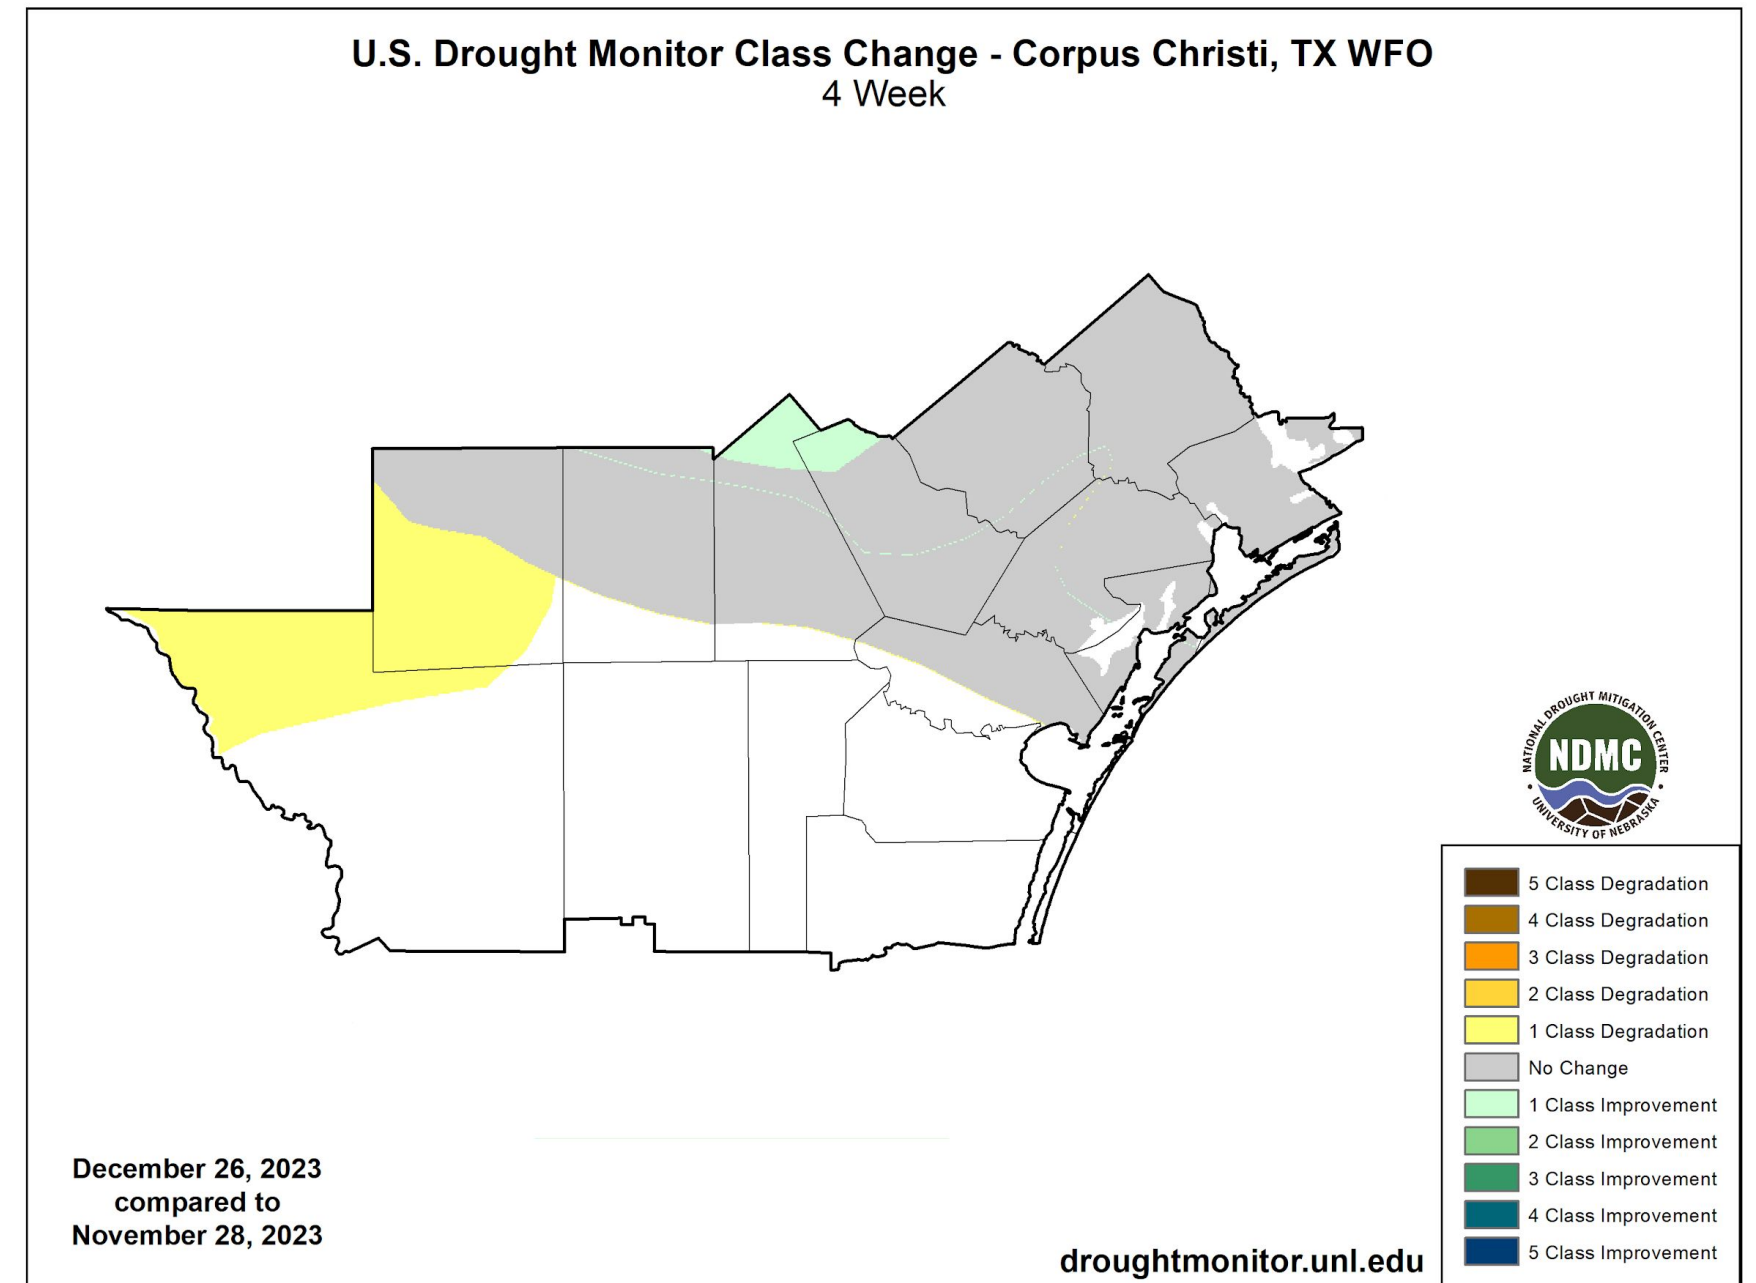 U.S. Drought Monitor Class Change - Corpus Christi, TX WFO
4 Week
NATIONAL DROUGHT MITIGATION CENTER
NDMC
UNIVERSITY OF NEBRASKA
5 Class Degradation
4 Class Degradation
3 Class Degradation
2 Class Degradation
1 Class Degradation
No Change
1 Class Improvement
2 Class Improvement
3 Class Improvement
4 Class Improvement
5 Class Improvement
December 26, 2023
compared to
November 28, 2023
droughtmonitor.unl.edu